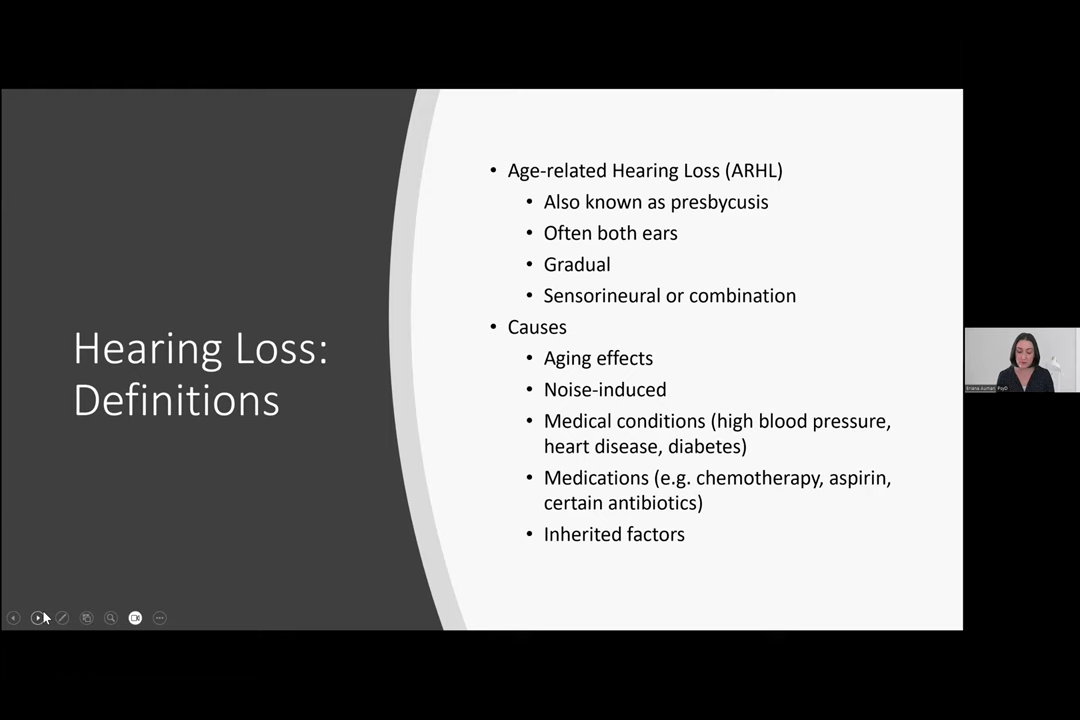 Hearing Loss:
Definitions
• Age-related Hearing Loss (ARHL)
• Also known as presbycusis
• Often both ears
• Gradual
• Sensorineural or combination
• Causes
• Aging effects
• Noise-induced
• Medical conditions (high blood pressure,
heart disease, diabetes)
• Medications (e.g. chemotherapy, aspirin,
certain antibiotics)
• Inherited factors
PsyD